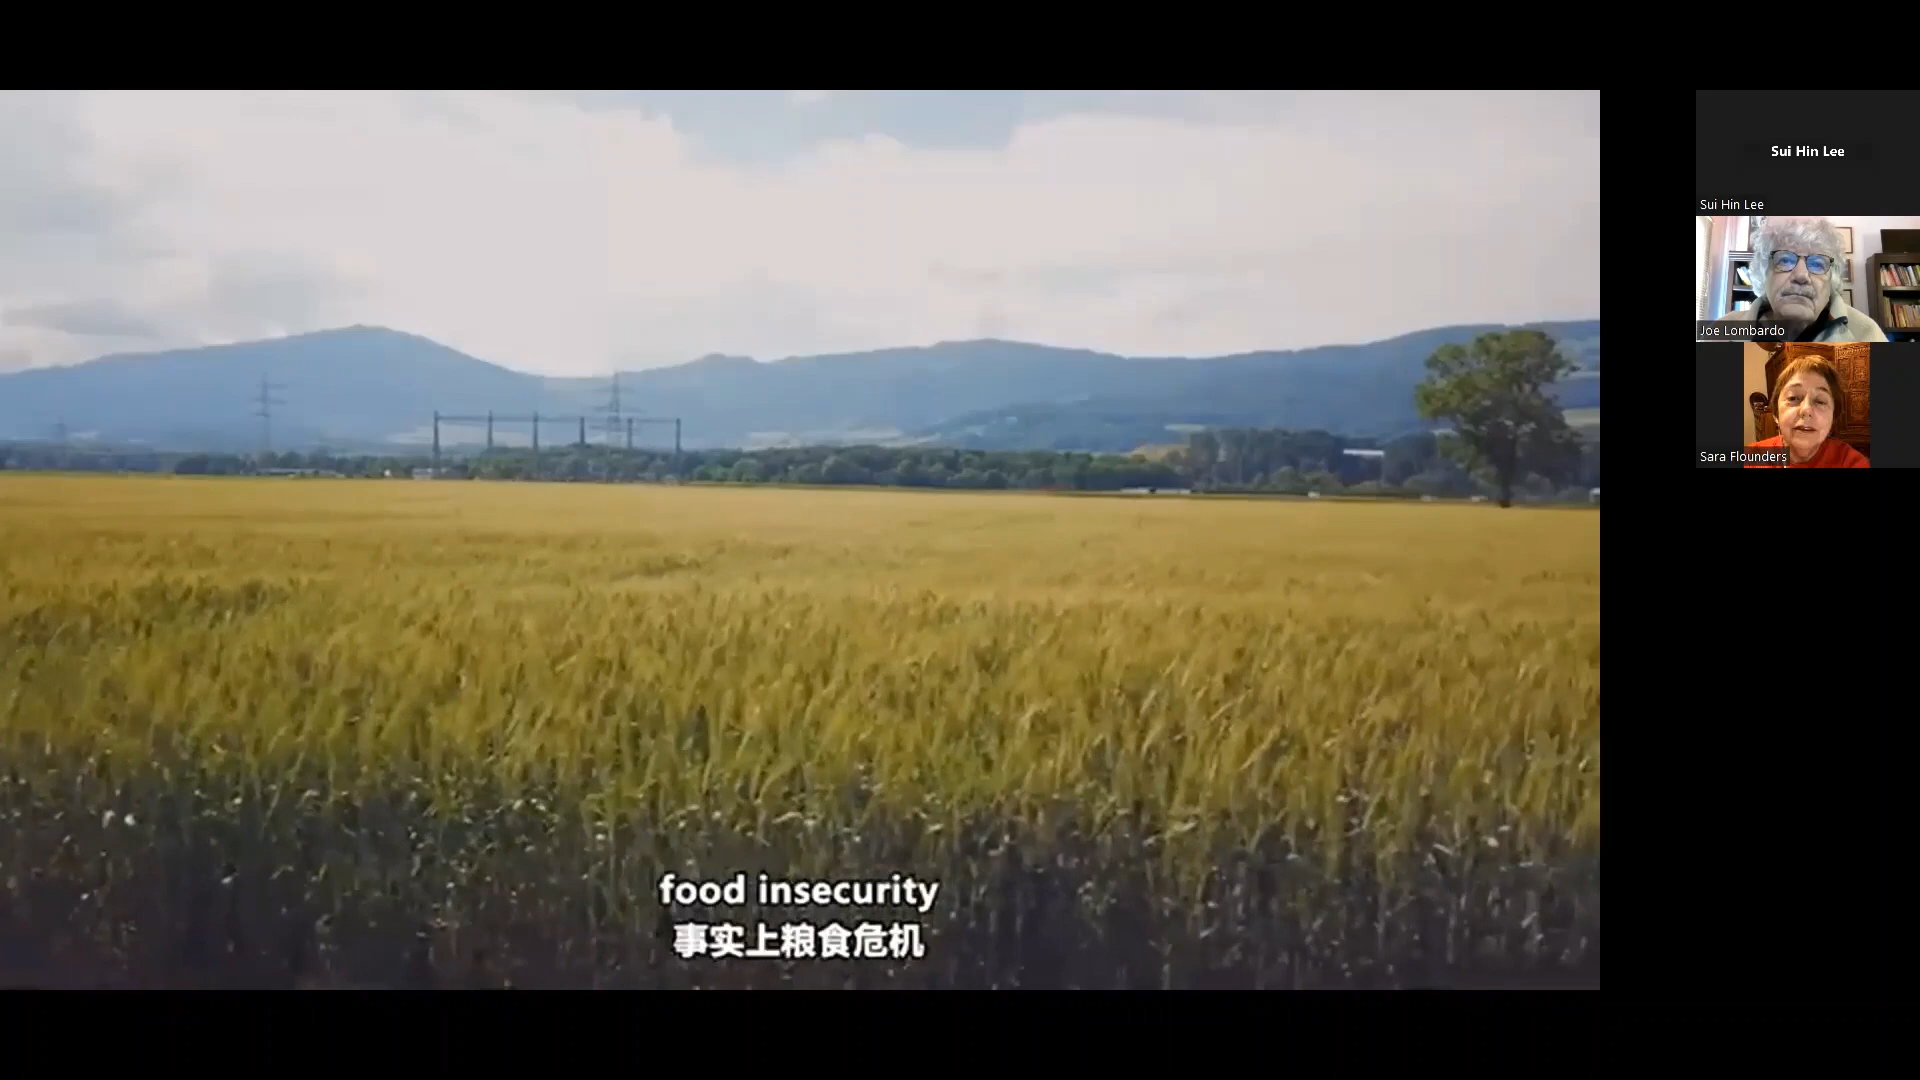 Sui Hin Lee
Sui Hin Lee
Joe Lombardo
Sara Flounders
food insecurity
事实上粮食危机